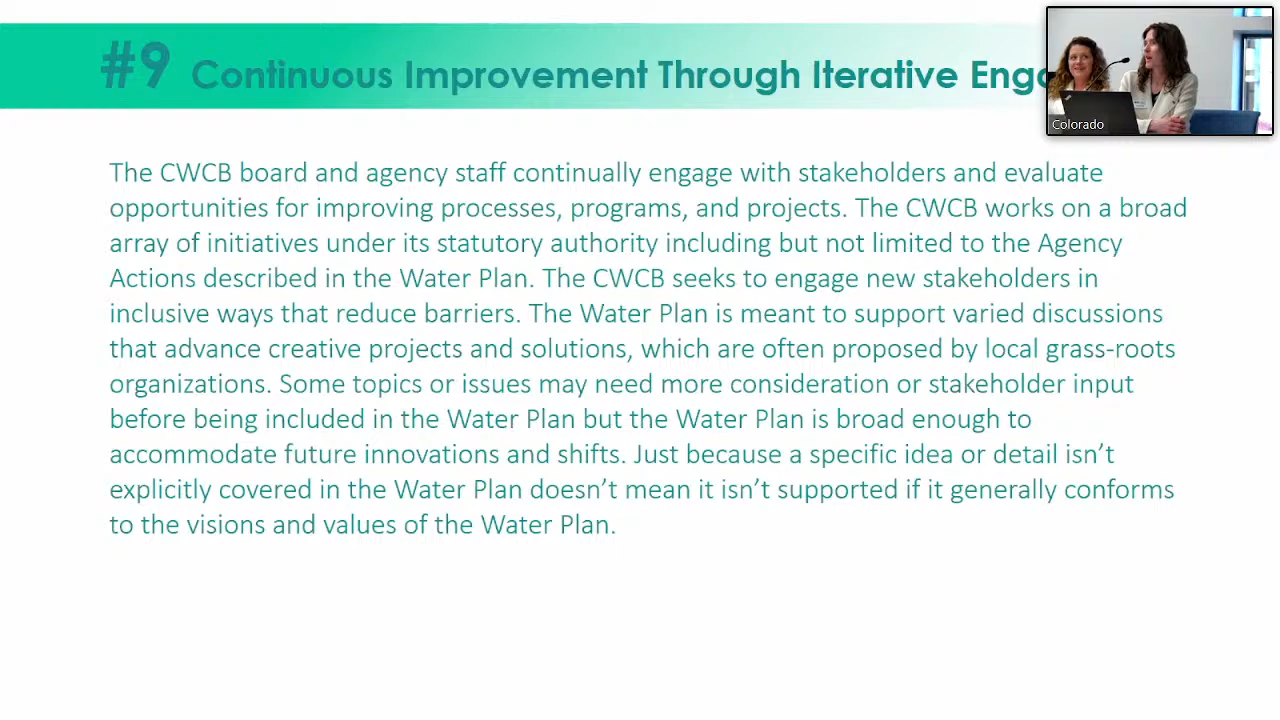 #9 Continuous Improvement Through Iterative
Colorado
The CWCB board and agency staff continually engage with stakeholders and evaluate
opportunities for improving processes, programs, and projects. The CWCB works on a broad
array of initiatives under its statutory authority including but not limited to the Agency
Actions described in the Water Plan. The CWCB seeks to engage new stakeholders in
inclusive ways that reduce barriers. The Water Plan is meant to support varied discussions
that advance creative projects and solutions, which are often proposed by local grass-roots
organizations. Some topics or issues may need more consideration or stakeholder input
before being included in the Water Plan but the Water Plan is broad enough to
accommodate future innovations and shifts. Just because a specific idea or detail isn’t
explicitly covered in the Water Plan doesn’t mean it isn’t supported if it generally conforms
to the visions and values of the Water Plan.